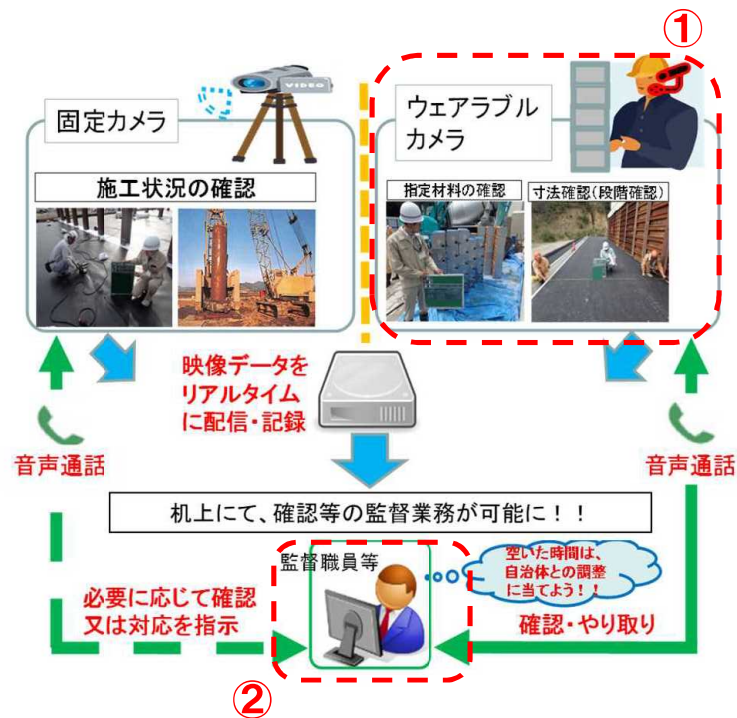 ①
VIDEO
固定カメラ
ウェアラブル
カメラ
施工状況の確認
指定材料の確認
寸法確認(段階確認)
映像データを
リアルタイム
に配信・記録
音声通話
音声通話
机上にて、確認等の監督業務が可能に！！
監督職員等
空いた時間は、
自治体との調整
に当てよう！！
必要に応じて確認
又は対応を指示
確認・やり取り
②